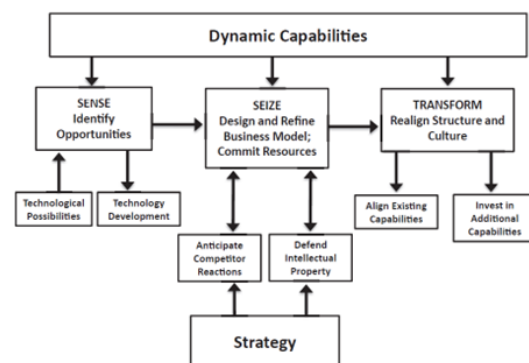 Dynamic Capabilities
SENSE
Identify
Opportunities
SEIZE
Design and Refine
Business Model;
Commit Resources
TRANSFORM
Realign Structure and
Culture
Technological
Possibilities
Technology
Development
Align Existing
Capabilities
Invest in
Additional
Capabilities
Anticipate
Competitor
Reactions
Defend
Intellectual
Property
Strategy